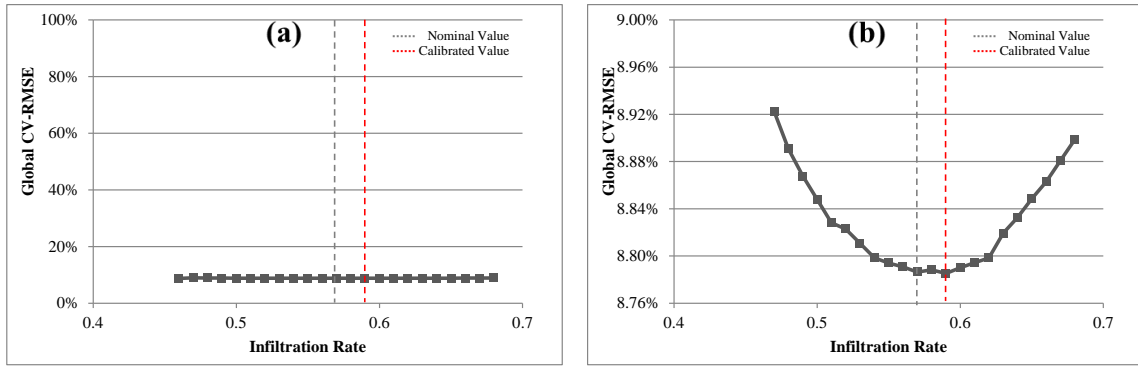 (a)
Nominal Value
Calibrated Value
Global CV-RMSE
100%
80%
60%
40%
20%
0%
0.4
0.5
0.6
0.7
Infiltration Rate
(b)
Nominal Value
Calibrated Value
Global CV-RMSE
9.00%
8.96%
8.92%
8.88%
8.84%
8.80%
8.76%
0.4
0.5
0.6
0.7
Infiltration Rate